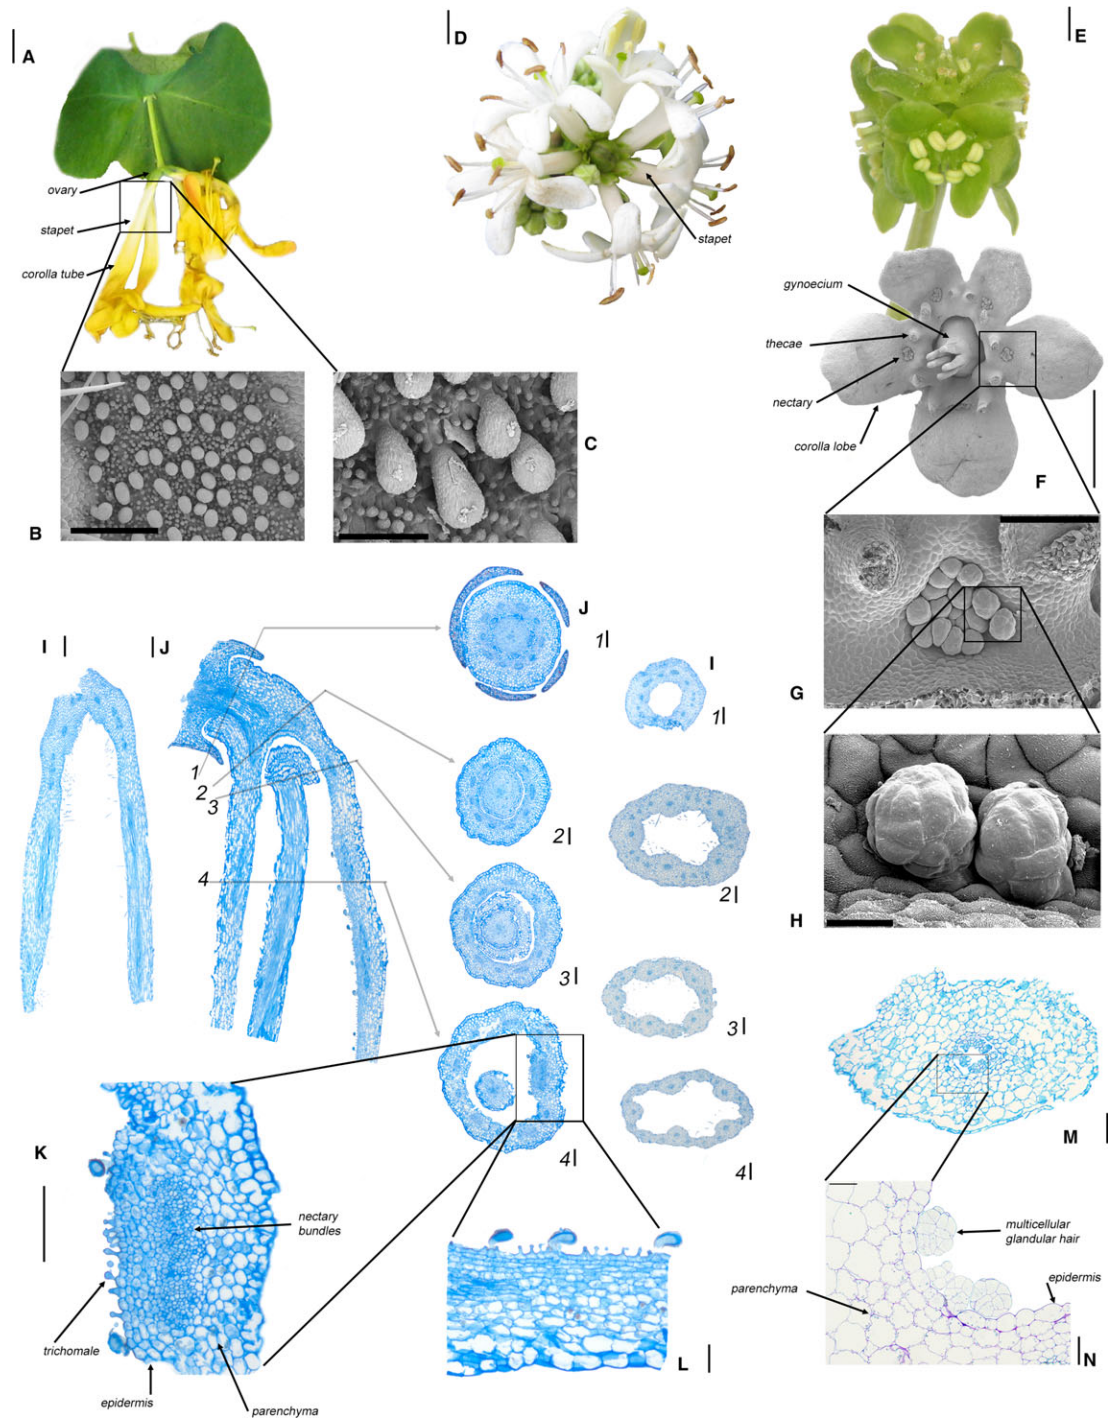 A
ovary
stapet
corolla tube
B
C
D
stapet
E
gynoecium
thecae
nectary
corolla lobe
F
G
H
I
J
1
2
3
4
J
1
2
3
4
I
1
2
3
4
K
nectary
bundles
trichomale
epidermis
parenchyma
L
M
multicellular
glandular hair
epidermis
parenchyma
N